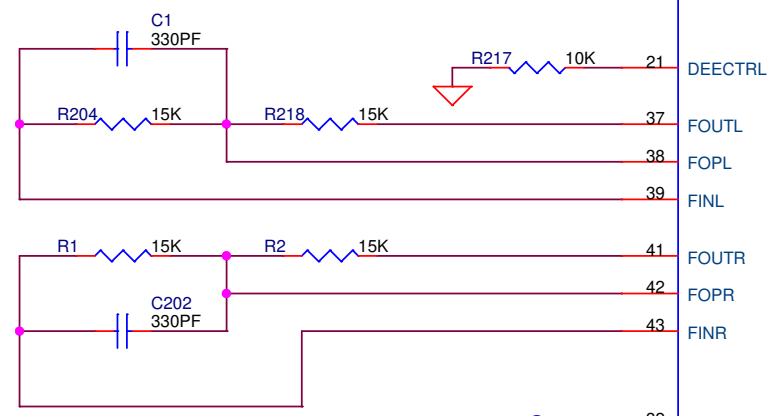 C1
330PF
R217 10K 21 DEECTRL
R204 15K R218 15K 37 FOUTL
38 FOPL
39 FINL
R1 15K R2 15K 41 FOUTR
42 FOPR
C202
330PF
43 FINR